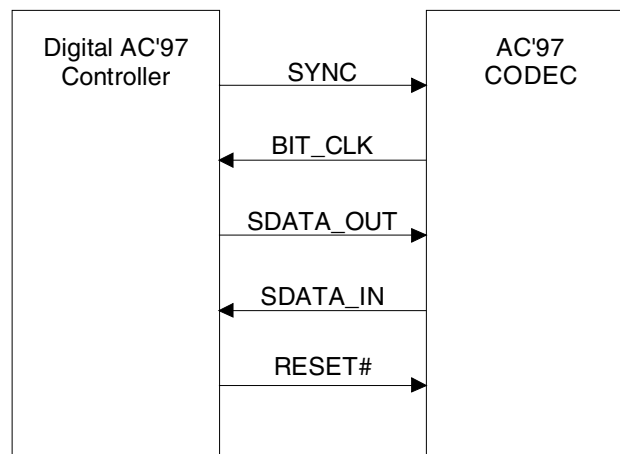 Digital AC'97
Controller
AC'97
CODEC
SYNC
BIT_CLK
SDATA_OUT
SDATA_IN
RESET#